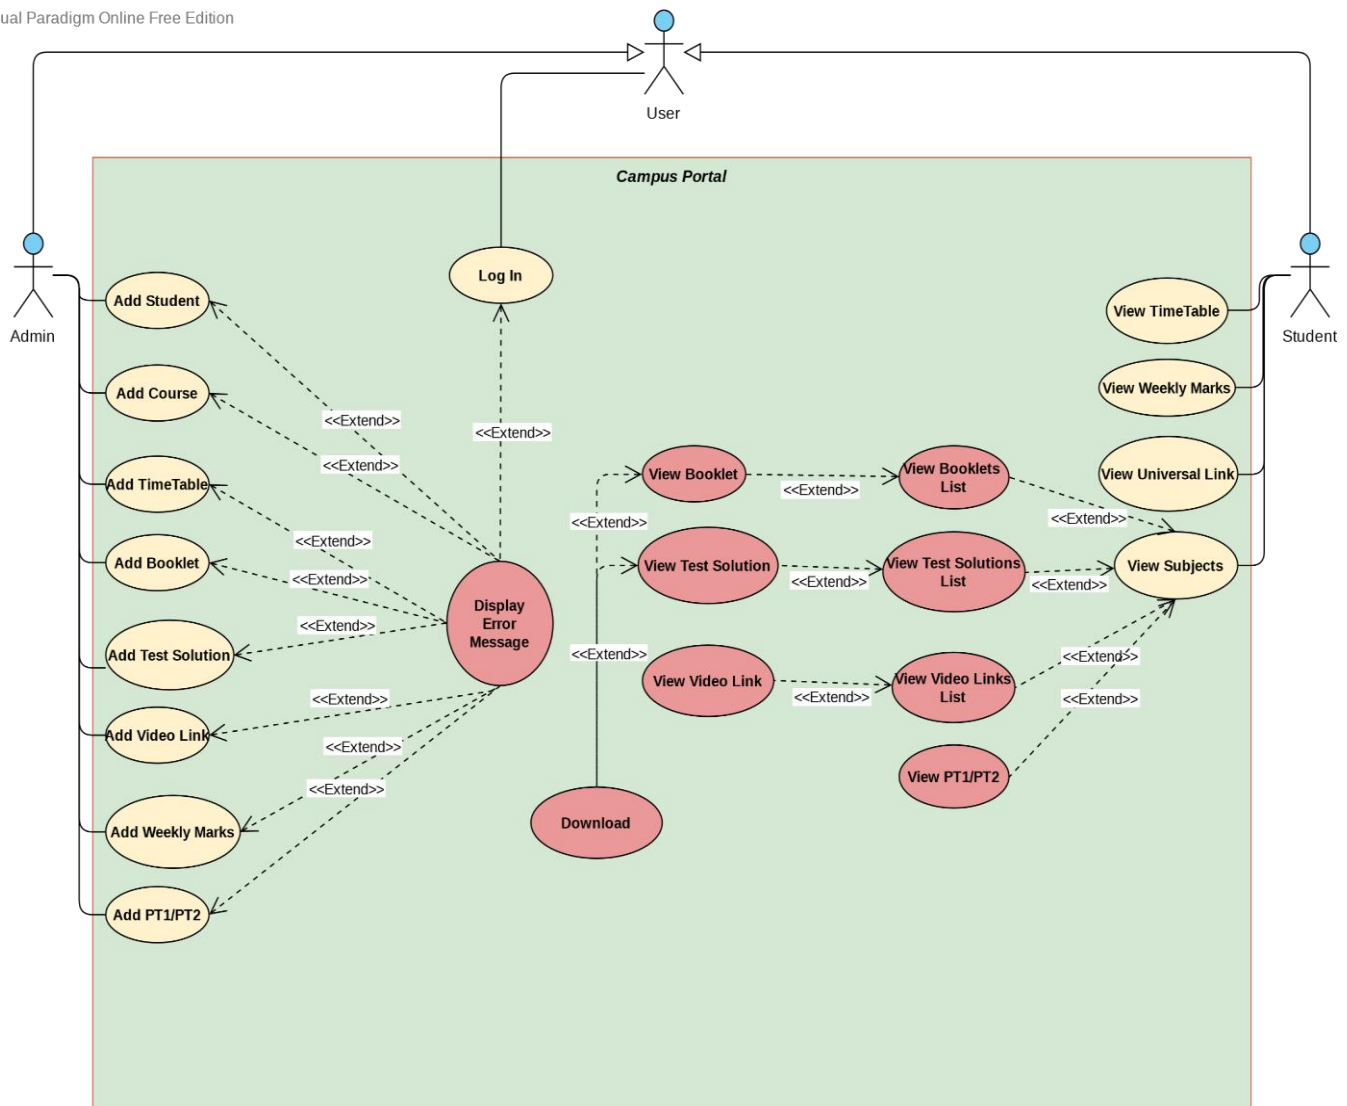 ual Paradigm Online Free Edition
User
Campus Portal
Admin
Student
Log In
Add Student
Add Course
Add TimeTable
Add Booklet
Add Test Solution
Add Video Link
Add Weekly Marks
Add PT1/PT2
<<Extend>>
<<Extend>>
<<Extend>>
<<Extend>>
<<Extend>>
<<Extend>>
<<Extend>>
<<Extend>>
<<Extend>>
Display
Error
Message
<<Extend>>
<<Extend>>
Download
View Booklet
View Test Solution
View Video Link
<<Extend>>
<<Extend>>
<<Extend>>
View Booklets
List
View Test Solutions
List
View Video Links
List
View PT1/PT2
<<Extend>>
<<Extend>>
<<Extend>>
<<Extend>>
View TimeTable
View Weekly Marks
View Universal Link
View Subjects